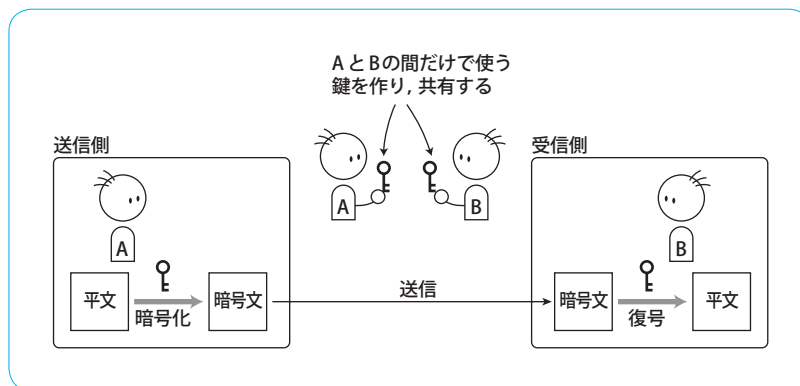 AとBの間だけで使う
鍵を作り，共有する
送信側
受信側
A
B
A
B
平文
暗号化
暗号文
送信
暗号文
復号
平文